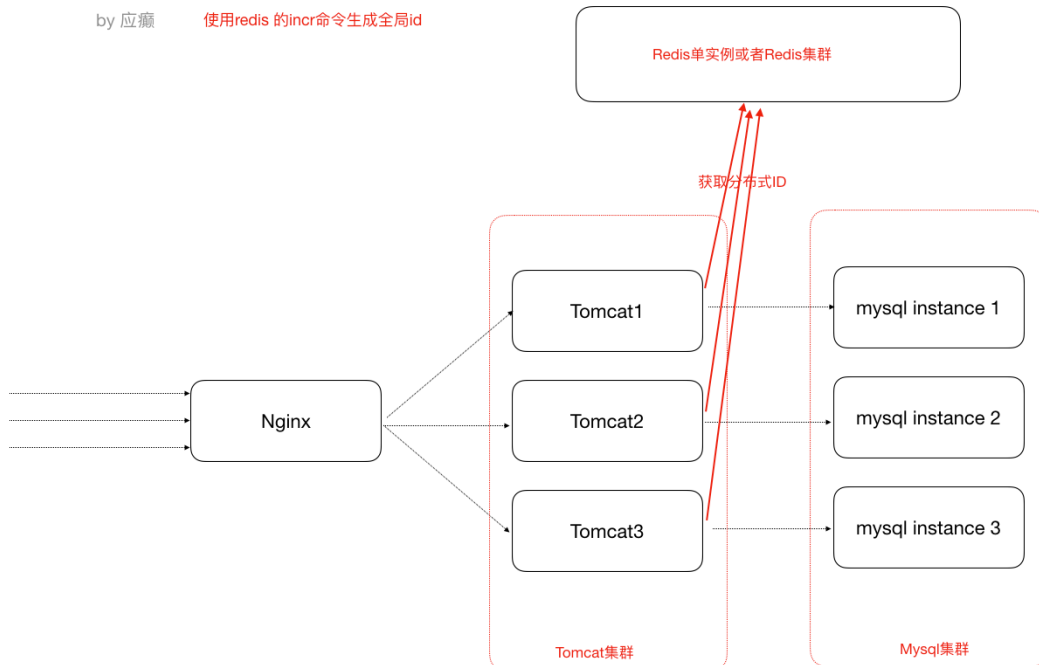 by 应癫
使用redis 的incr命令生成全局id
Redis单实例或者Redis集群
获取分布式ID
Tomcat1
mysql instance 1
Nginx
Tomcat2
mysql instance 2
Tomcat3
mysql instance 3
Tomcat集群
Mysql集群